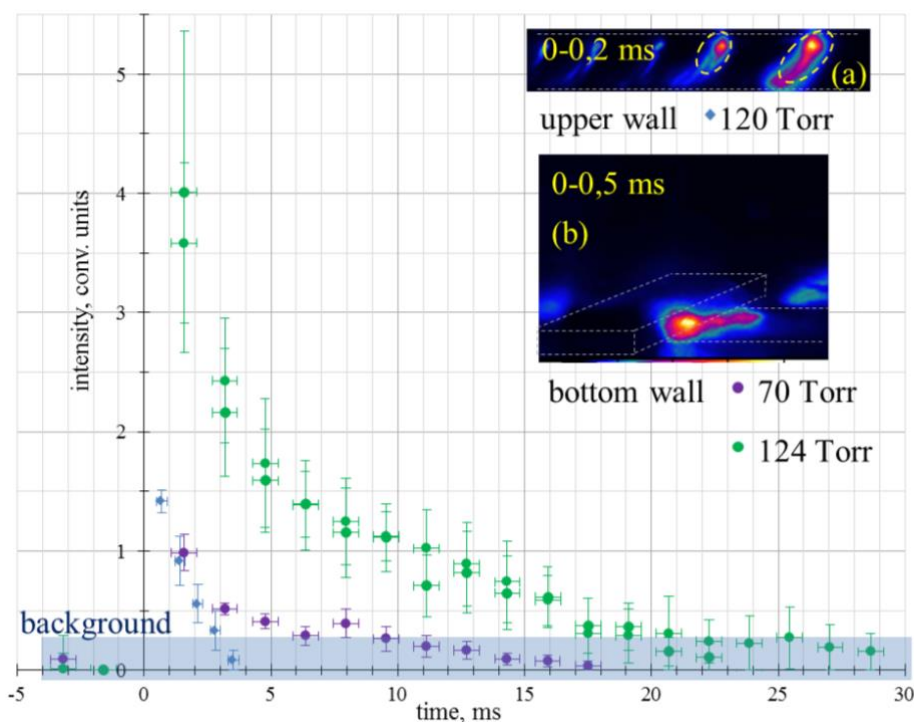 5
4
3
2
1
0
intensity, conv. units
0-0,2 ms
(a)
upper wall 120 Torr
0-0,5 ms
(b)
bottom wall 70 Torr
124 Torr
background
-5 0 5 10 15 20 25 30
time, ms